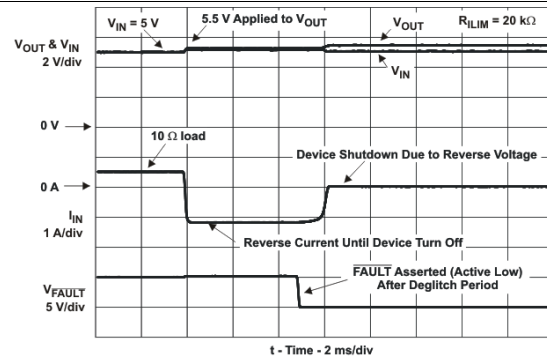 V_IN = 5 V
5.5 V Applied to V_OUT
V_OUT
R_ILIM = 20 kΩ
V_OUT & V_IN
2 V/div
V_IN
0 V
10 Ω load
Device Shutdown Due to Reverse Voltage
0 A
I_IN
1 A/div
Reverse Current Until Device Turn Off
V_F̅A̅U̅L̅T̅
5 V/div
F̅A̅U̅L̅T̅ Asserted (Active Low)
After Deglitch Period
t - Time - 2 ms/div